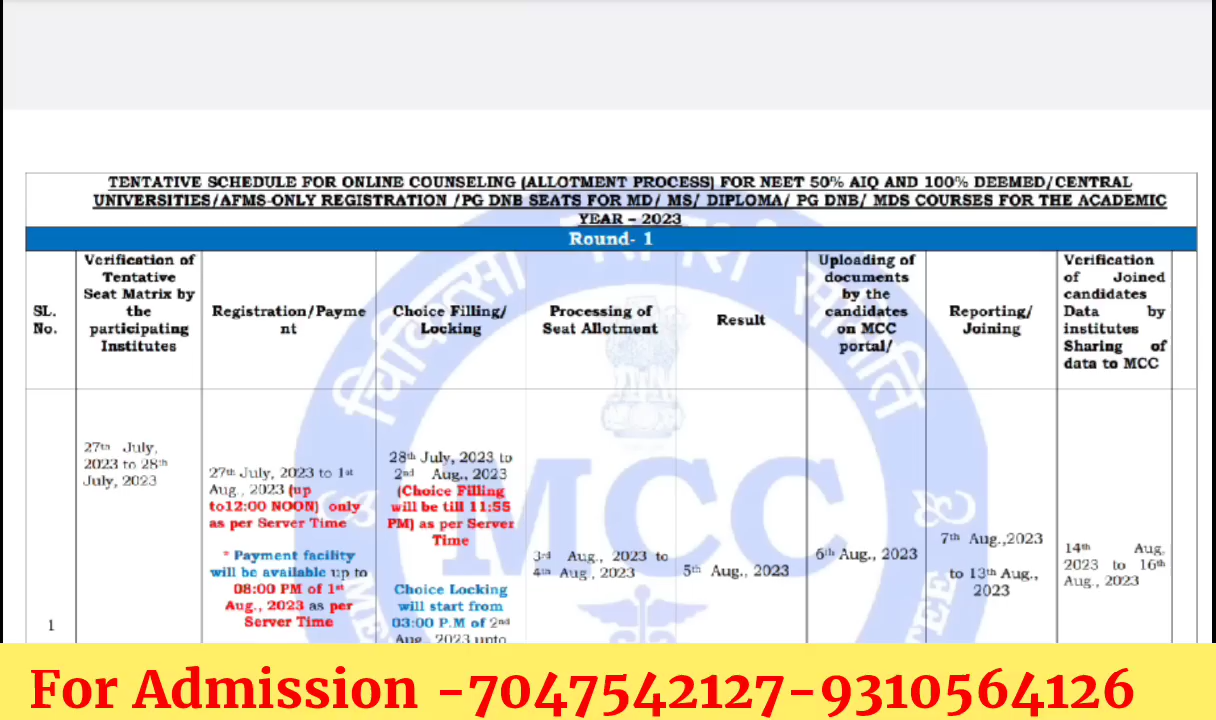 TENTATIVE SCHEDULE FOR ONLINE COUNSELING (ALLOTMENT PROCESS) FOR NEET 50% AIQ AND 100% DEEMED/CENTRAL
UNIVERSITIES/AFMS-ONLY REGISTRATION /PG DNB SEATS FOR MD/ MS/ DIPLOMA/ PG DNB/ MDS COURSES FOR THE ACADEMIC
YEAR – 2023
Round- 1
SL.
No.
Verification of
Tentative
Seat Matrix by
the
participating
Institutes
Registration/Payme
nt
Choice Filling/
Locking
Processing of
Seat Allotment
Result
Uploading of
documents
by the
candidates
on MCC
portal/
Reporting/
Joining
Verification
of Joined
candidates
Data by
institutes
Sharing of
data to MCC
1
27th July,
2023 to 28th
July, 2023
27th July, 2023 to 1st
Aug., 2023 (up
to12:00 NOON) only
as per Server Time
* Payment facility
will be available up to
08:00 PM of 1st
Aug., 2023 as per
Server Time
28th July, 2023 to
2nd Aug., 2023
(Choice Filling
will be till 11:55
PM) as per Server
Time
Choice Locking
will start from
03:00 P.M of 2nd
Aug., 2023 upto
3rd Aug., 2023 to
4th Aug., 2023
5th Aug., 2023
6th Aug., 2023
7th Aug.,2023
to 13th Aug.,
2023
14th Aug,
2023 to 16th
Aug., 2023
चिकित्सा
समिति
MCC
For Admission -7047542127-9310564126